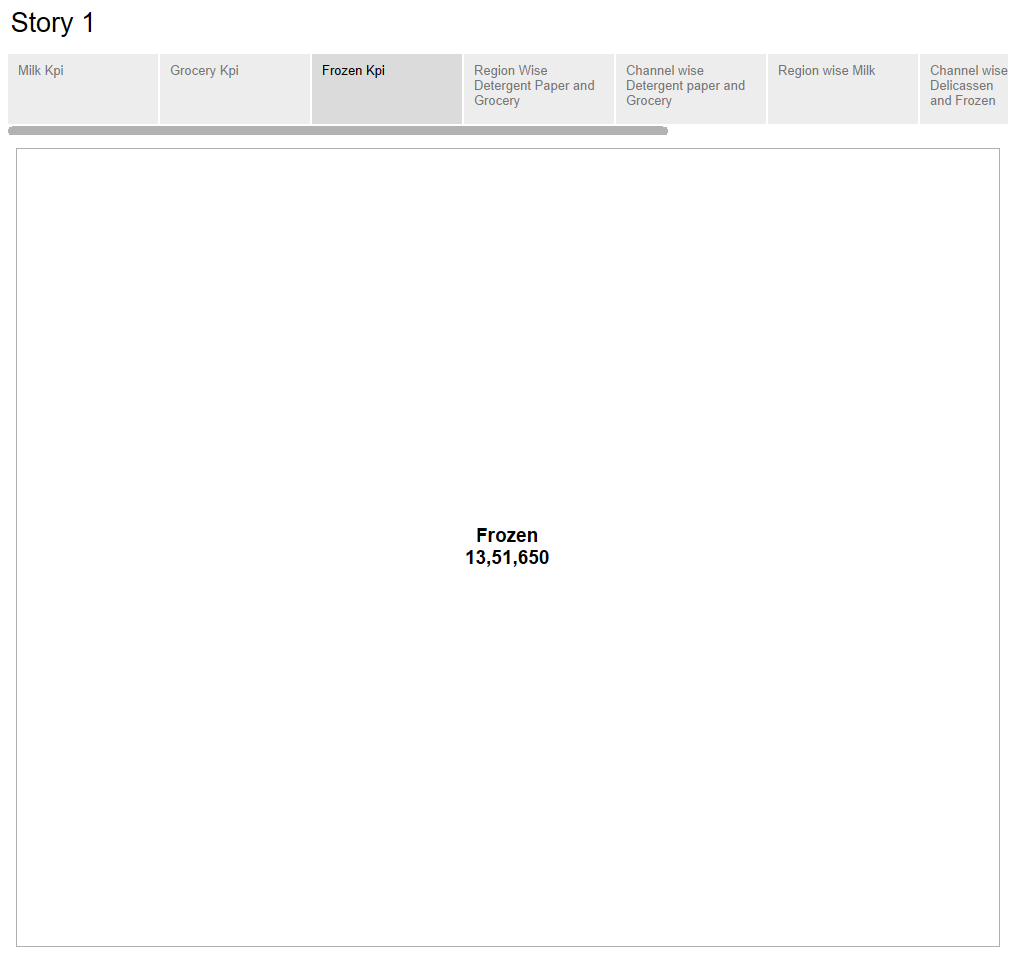 Story 1
Milk Kpi
Grocery Kpi
Frozen Kpi
Region Wise
Detergent Paper and
Grocery
Channel wise
Detergent paper and
Grocery
Region wise Milk
Channel wise
Delicassen
and Frozen
Frozen
13,51,650